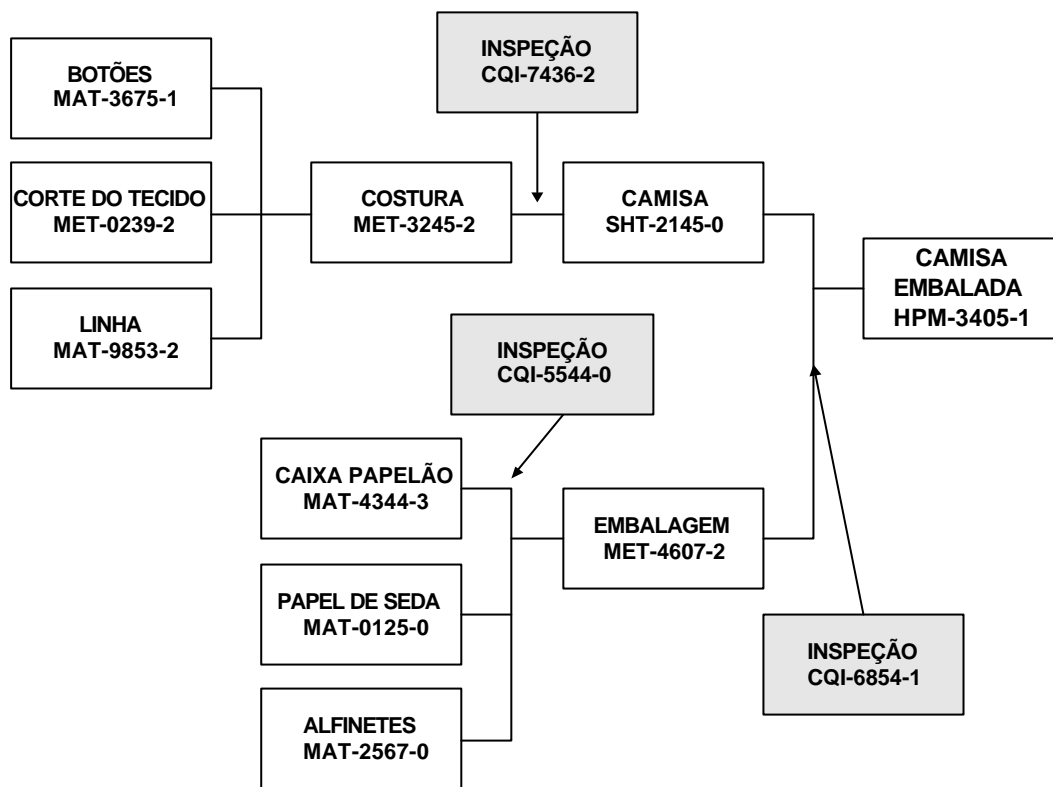 INSPEÇÃO
CQI-7436-2
BOTÕES
MAT-3675-1
CORTE DO TECIDO
MET-0239-2
COSTURA
MET-3245-2
CAMISA
SHT-2145-0
CAMISA
EMBALADA
HPM-3405-1
LINHA
MAT-9853-2
INSPEÇÃO
CQI-5544-0
CAIXA PAPELÃO
MAT-4344-3
EMBALAGEM
MET-4607-2
PAPEL DE SEDA
MAT-0125-0
INSPEÇÃO
CQI-6854-1
ALFINETES
MAT-2567-0